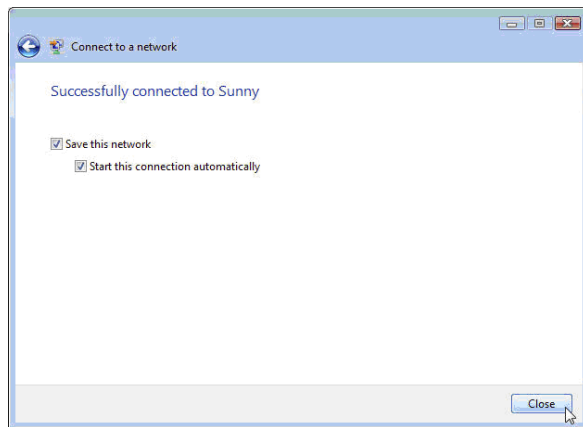 Connect to a network
Successfully connected to Sunny
Save this network
Start this connection automatically
Close